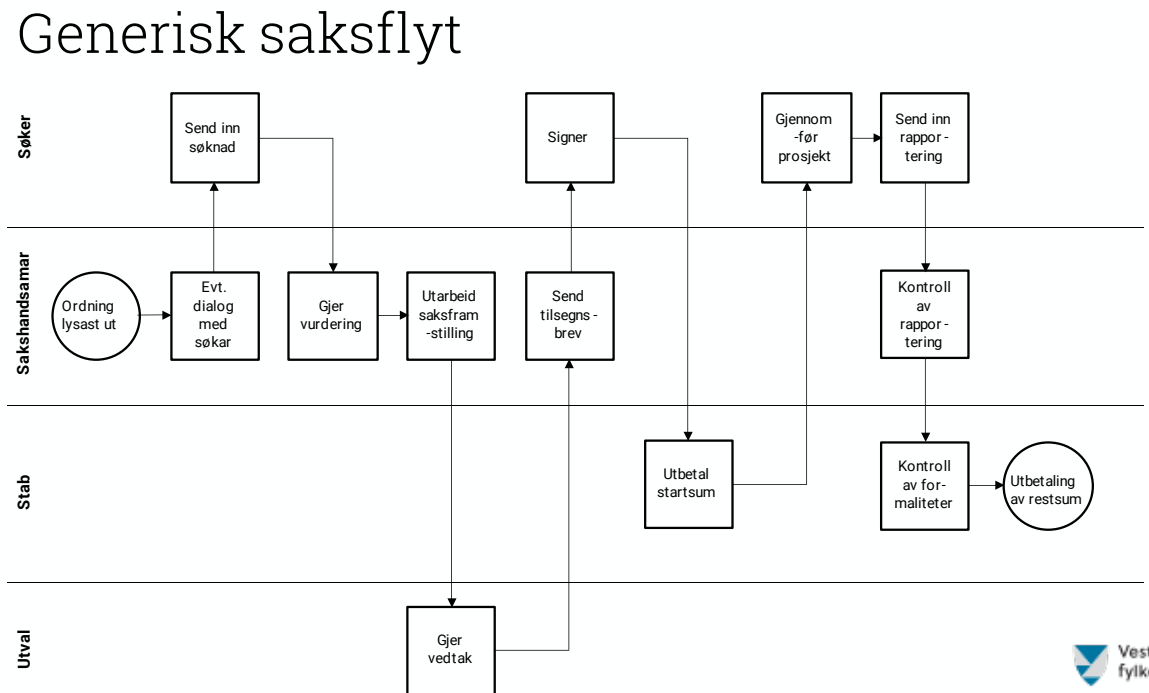 Generisk saksflyt
Søker
Send inn
søknad
Signer
Gjennom
-før
prosjekt
Send inn
rappor-
tering
Sakshandsamar
Ordning
lysast ut
Evt.
dialog
med
søkar
Gjer
vurdering
Utarbeid
saksfram
-stilling
Send
tilsegns-
brev
Kontroll
av
rappor-
tering
Stab
Utbetal
startsum
Kontroll
av for-
maliteter
Utbetaling
av restsum
Utval
Gjer
vedtak
Vest
fylke